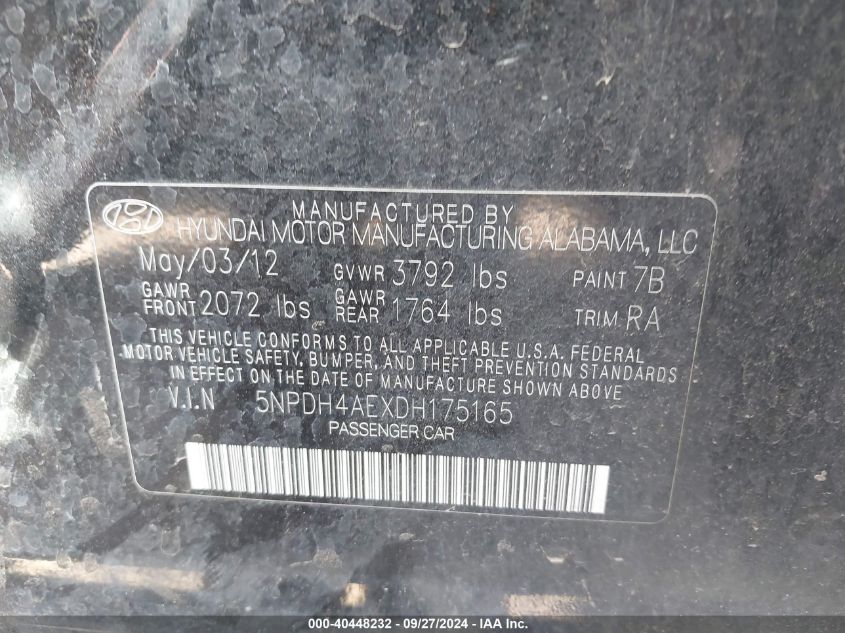 MANUFACTURED BY
HYUNDAI MOTOR MANUFACTURING ALABAMA, LLC
May/03/12 GVWR 3792 lbs PAINT 7B
GAWR FRONT 2072 lbs GAWR REAR 1764 lbs TRIM RA
THIS VEHICLE CONFORMS TO ALL APPLICABLE U.S.A. FEDERAL
MOTOR VEHICLE SAFETY, BUMPER, AND THEFT PREVENTION STANDARDS
IN EFFECT ON THE DATE OF MANUFACTURE SHOWN ABOVE
V.I.N 5NPDH4AEXDH175165
PASSENGER CAR
000-40448232 - 09/27/2024 - IAA Inc.